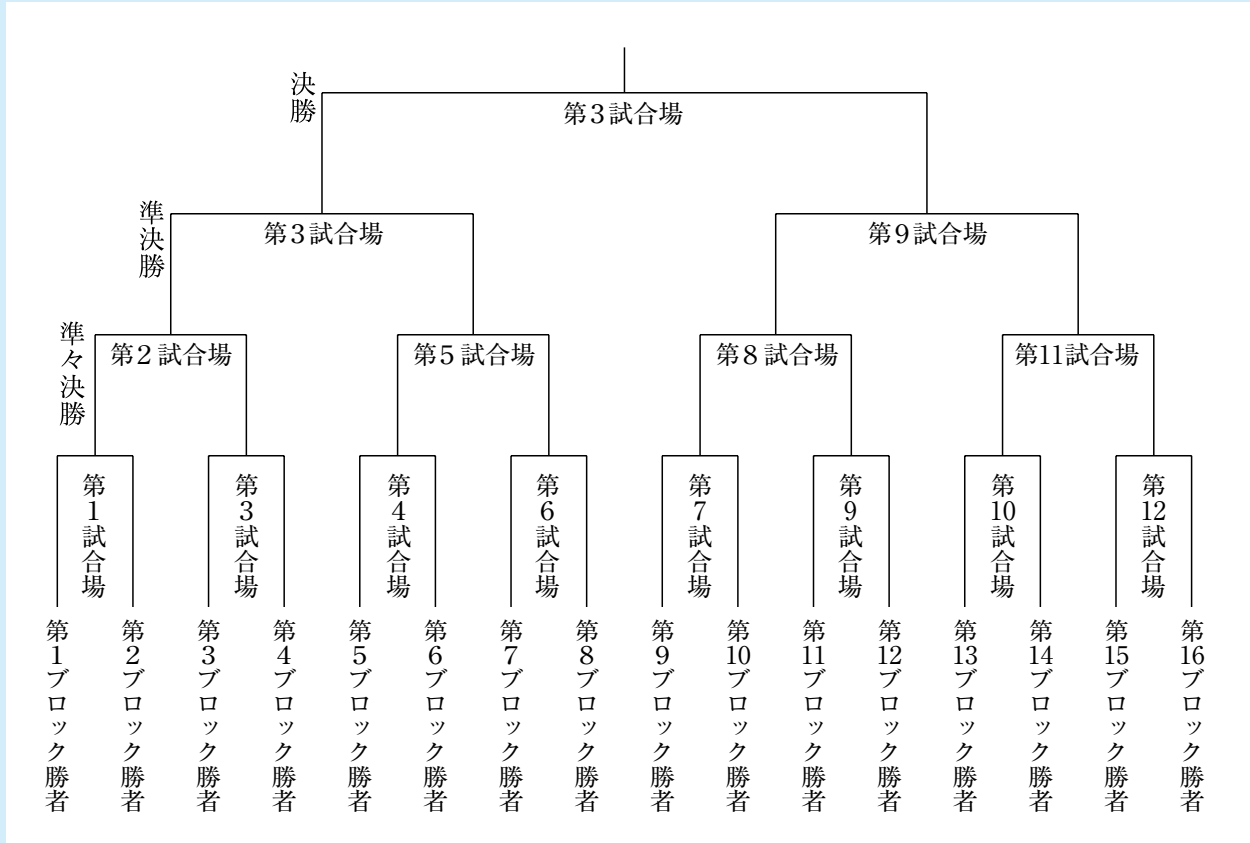 決勝
第3試合場
準決勝
第3試合場
第9試合場
準々決勝
第2試合場
第5試合場
第8試合場
第11試合場
第1試合場
第3試合場
第4試合場
第6試合場
第7試合場
第9試合場
第10試合場
第12試合場
第1ブロック勝者
第2ブロック勝者
第3ブロック勝者
第4ブロック勝者
第5ブロック勝者
第6ブロック勝者
第7ブロック勝者
第8ブロック勝者
第9ブロック勝者
第10ブロック勝者
第11ブロック勝者
第12ブロック勝者
第13ブロック勝者
第14ブロック勝者
第15ブロック勝者
第16ブロック勝者